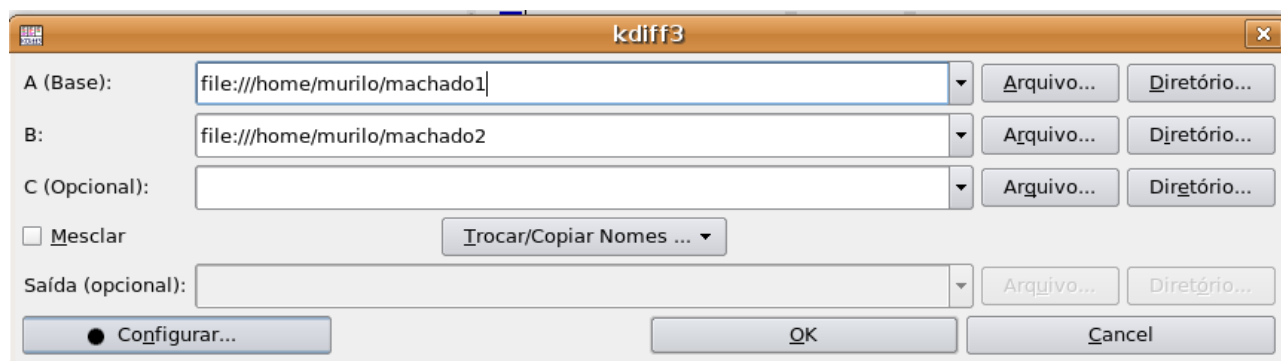 kdiff3
A (Base): file:///home/murilo/machado1 Arquivo... Diretório...
B: file:///home/murilo/machado2 Arquivo... Diretório...
C (Opcional): Arquivo... Diretório...
Mesclar Trocar/Copiar Nomes ...
Saída (opcional): Arquivo... Diretório...
Configurar... OK Cancel